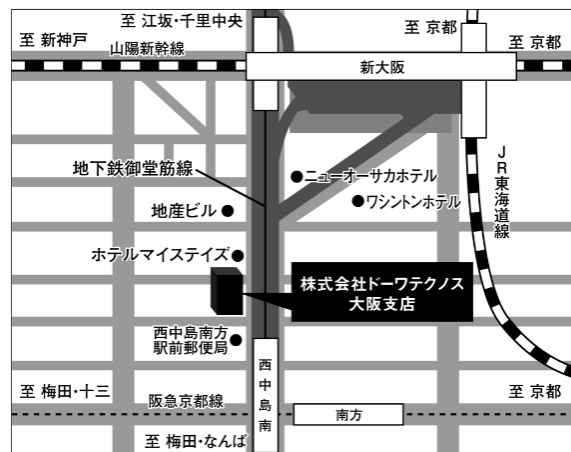 至 江坂・千里中央
至 京都
至 新神戸
至 京都
山陽新幹線
新大阪
地下鉄御堂筋線
ニューオーサカホテル
JR東海道線
地産ビル
ワシントンホテル
ホテルマイステイズ
株式会社ドーワテクノス
大阪支店
西中島南方
駅前郵便局
西中島南
至 梅田・十三
阪急京都線
南方
至 京都
至 梅田・なんば